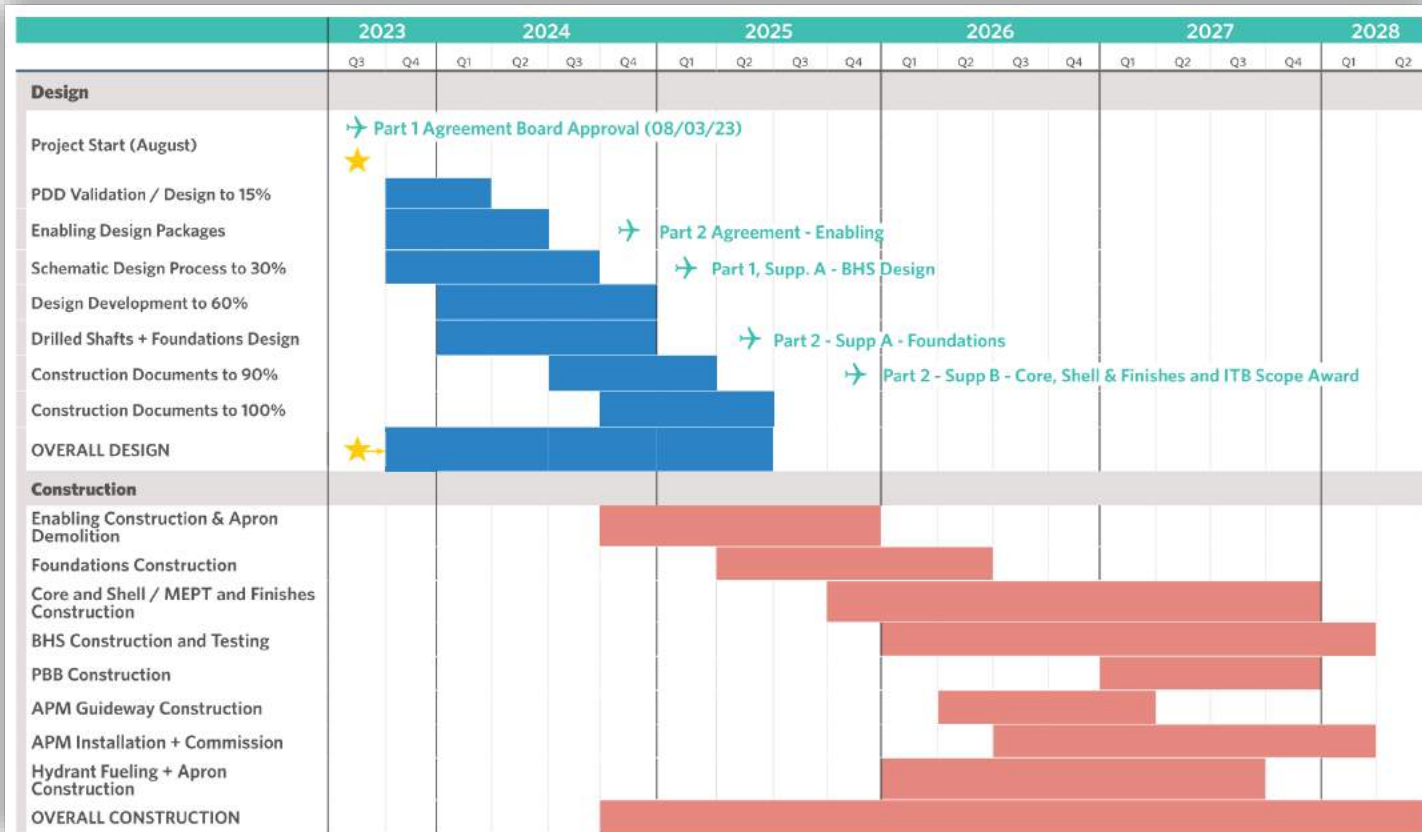 2023 2024 2025 2026 2027 2028
Q3 Q4 Q1 Q2 Q3 Q4 Q1 Q2 Q3 Q4 Q1 Q2 Q3 Q4 Q1 Q2 Q3 Q4 Q1 Q2
Design
Part 1 Agreement Board Approval (08/03/23)
Project Start (August)
PDD Validation / Design to 15%
Enabling Design Packages Part 2 Agreement - Enabling
Schematic Design Process to 30% Part 1, Supp. A - BHS Design
Design Development to 60%
Drilled Shafts + Foundations Design Part 2 - Supp A - Foundations
Construction Documents to 90% Part 2 - Supp B - Core, Shell & Finishes and ITB Scope Award
Construction Documents to 100%
OVERALL DESIGN
Construction
Enabling Construction & Apron
Demolition
Foundations Construction
Core and Shell / MEPT and Finishes
Construction
BHS Construction and Testing
PBB Construction
APM Guideway Construction
APM Installation + Commission
Hydrant Fueling + Apron
Construction
OVERALL CONSTRUCTION